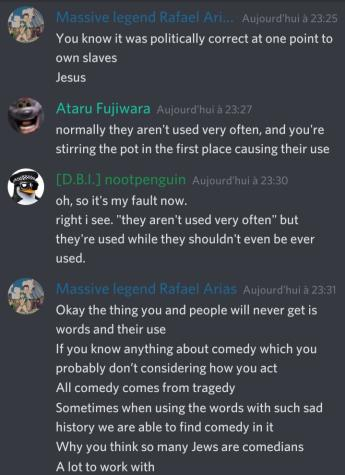 Massive legend Rafael Ari... Aujourd'hui à 23:25
You know it was politically correct at one point to
own slaves
Jesus
Ataru Fujiwara Aujourd'hui à 23:27
normally they aren't used very often, and you're
stirring the pot in the first place causing their use
[D.B.I.] nootpenguin Aujourd'hui à 23:30
oh, so it's my fault now.
right i see. "they aren't used very often" but
they're used while they shouldn't even be ever
used.
Massive legend Rafael Arias Aujourd'hui à 23:31
Okay the thing you and people will never get is
words and their use
If you know anything about comedy which you
probably don't considering how you act
All comedy comes from tragedy
Sometimes when using the words with such sad
history we are able to find comedy in it
Why you think so many Jews are comedians
A lot to work with